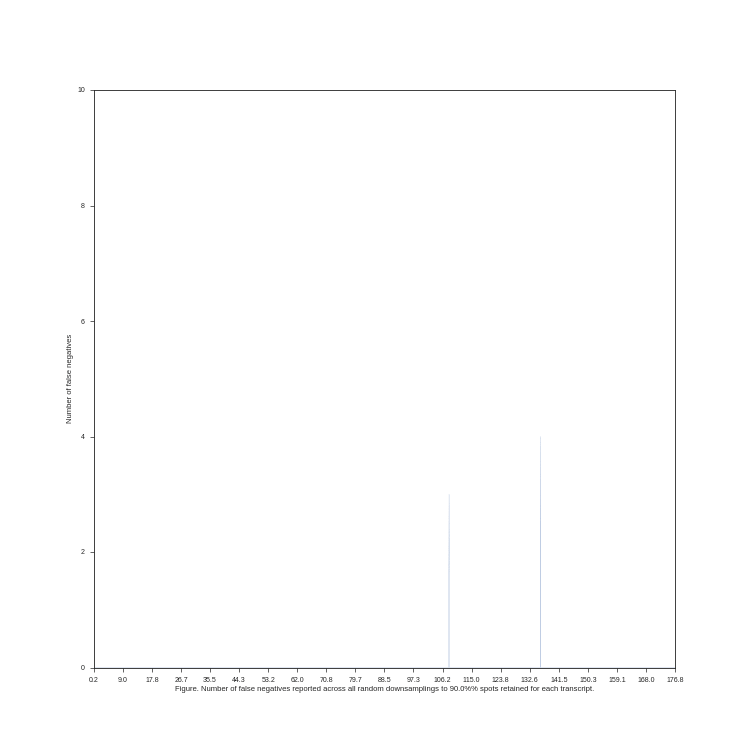 10
8
6
4
2
0
Number of false negatives
0.2 9.0 17.8 26.7 35.5 44.3 53.2 62.0 70.8 79.7 88.5 97.3 106.2 115.0 123.8 132.6 141.5 150.3 159.1 168.0 176.8
Figure. Number of false negatives reported across all random downsamplings to 90.0%% spots retained for each transcript.